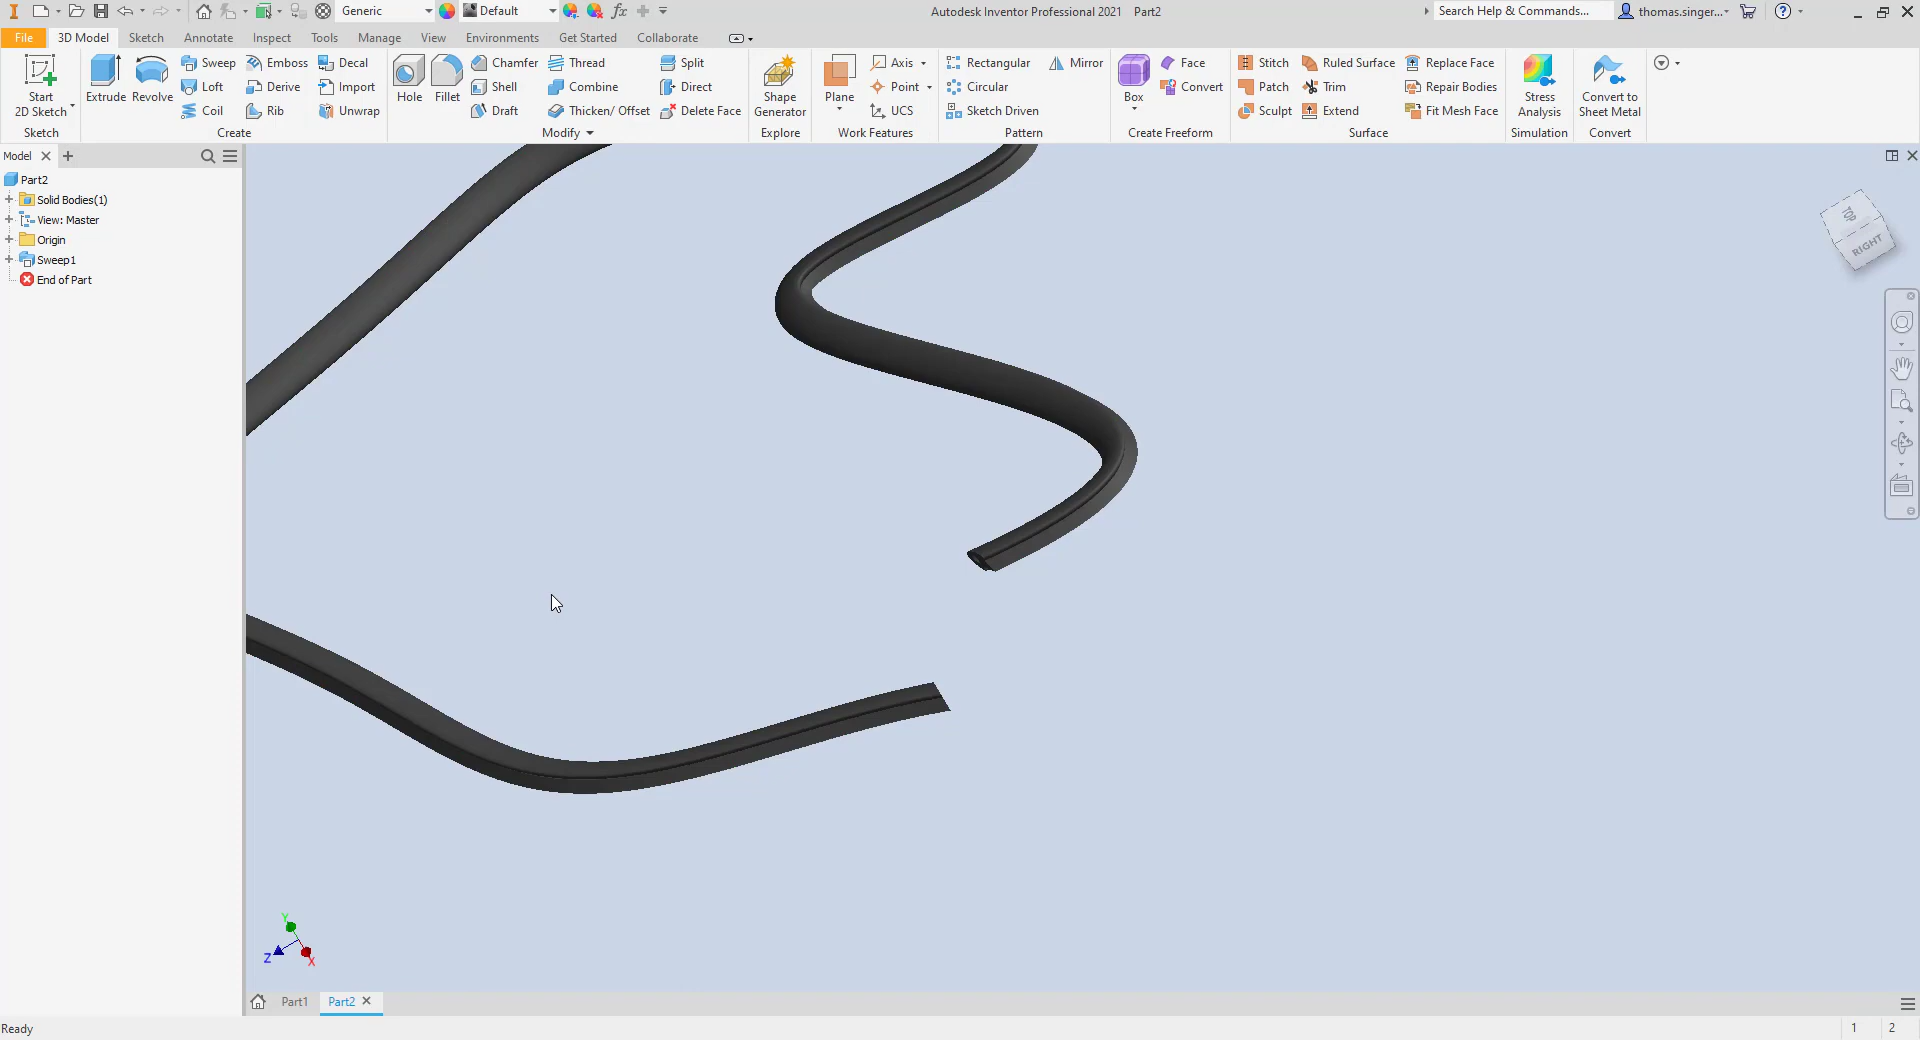 Generic Default Autodesk Inventor Professional 2021 Part2 Search Help & Commands... thomas.singer...
File 3D Model Sketch Annotate Inspect Tools Manage View Environments Get Started Collaborate
Sweep Emboss Decal Chamfer Thread Split Axis Rectangular Mirror Face Stitch Ruled Surface Replace Face
Start 2D Sketch Extrude Revolve Loft Derive Import Hole Fillet Shell Combine Direct Shape Generator Plane Point Circular Box Convert Patch Trim Repair Bodies Stress Analysis Convert to Sheet Metal
Coil Rib Unwrap Draft Thicken/ Offset Delete Face UCS Sketch Driven Sculpt Extend Fit Mesh Face
Sketch Create Modify Explore Work Features Pattern Create Freeform Surface Simulation Convert
Model
Part2
Solid Bodies(1)
View: Master
Origin
Sweep1
End of Part
TOP
RIGHT
Y
Z
X
Part1 Part2
Ready 1 2